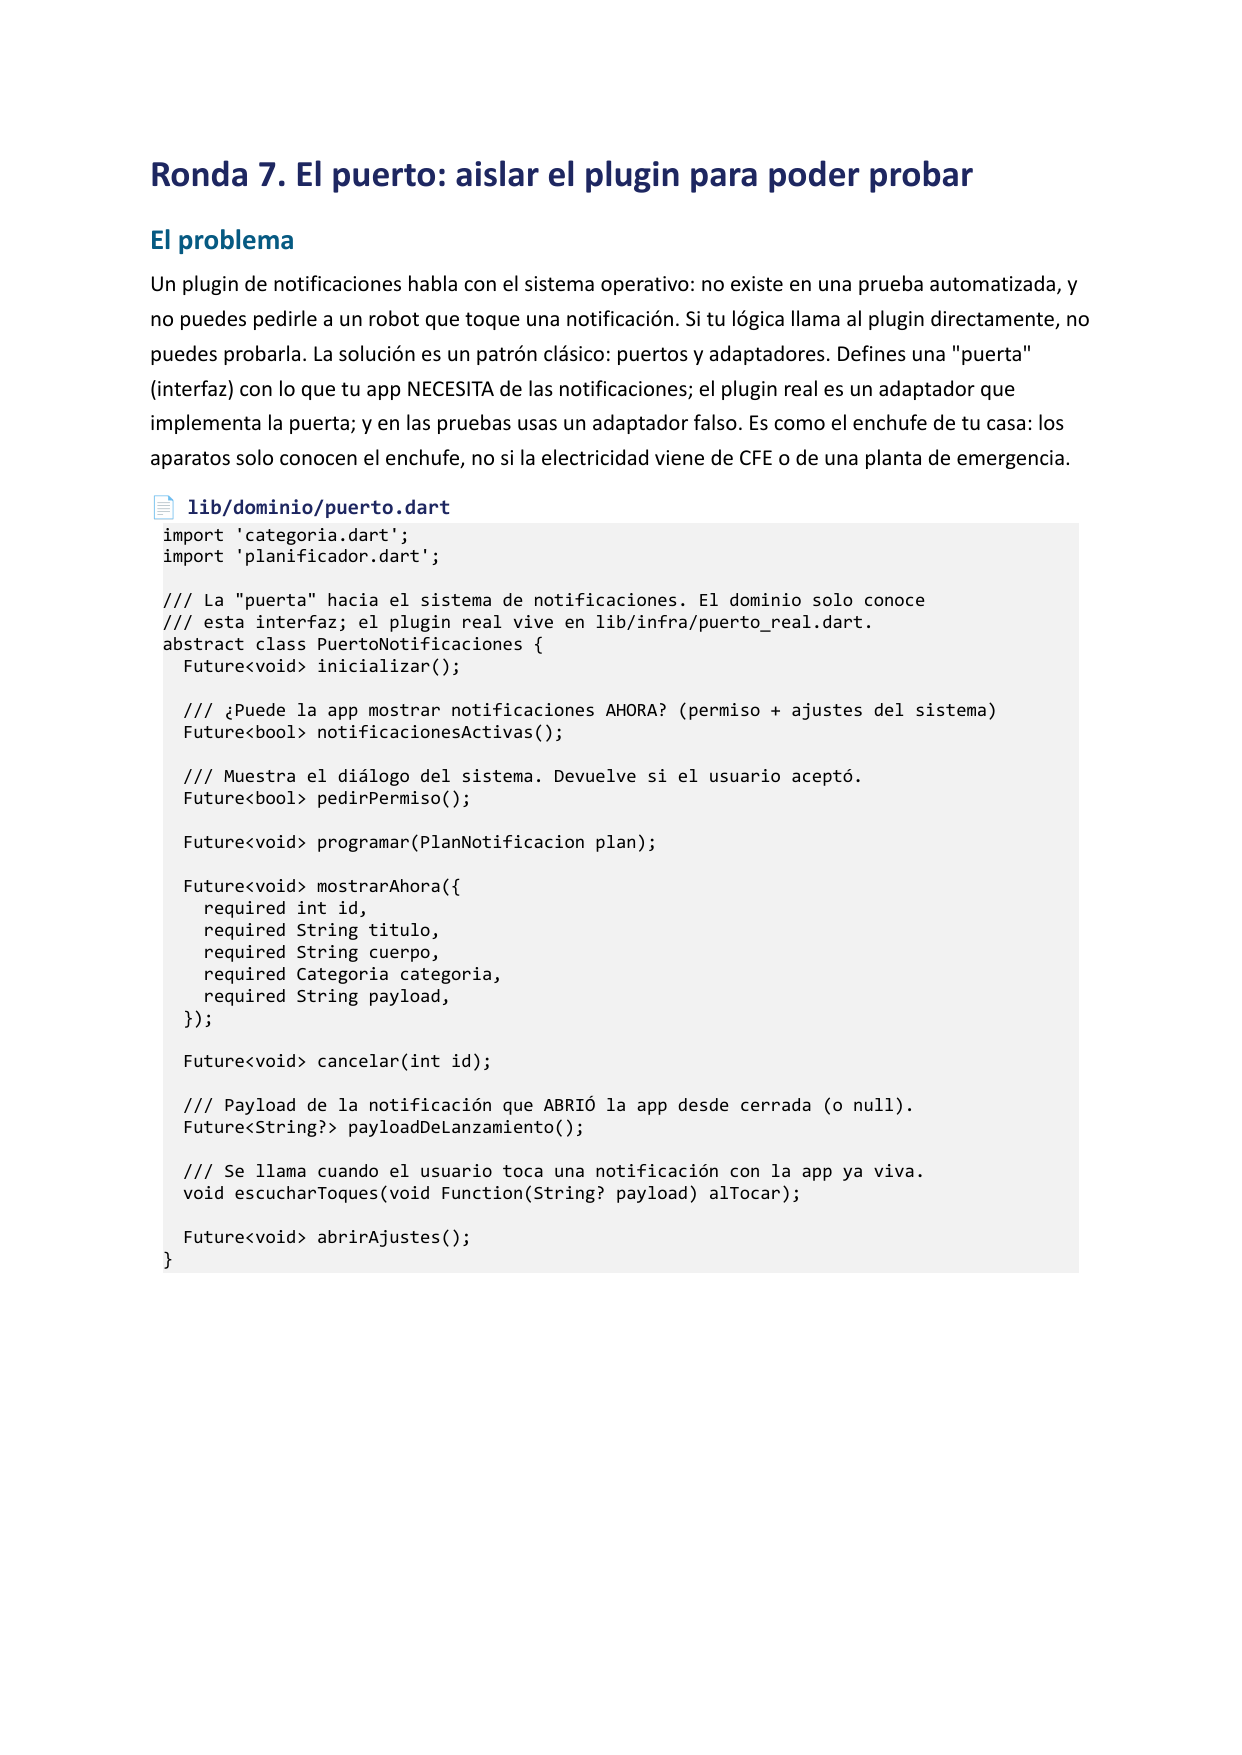 Ronda 7. El puerto: aislar el plugin para poder probar
El problema
Un plugin de notificaciones habla con el sistema operativo: no existe en una prueba automatizada, y
no puedes pedirle a un robot que toque una notificación. Si tu lógica llama al plugin directamente, no
puedes probarla. La solución es un patrón clásico: puertos y adaptadores. Defines una "puerta"
(interfaz) con lo que tu app NECESITA de las notificaciones; el plugin real es un adaptador que
implementa la puerta; y en las pruebas usas un adaptador falso. Es como el enchufe de tu casa: los
aparatos solo conocen el enchufe, no si la electricidad viene de CFE o de una planta de emergencia.
lib/dominio/puerto.dart
import 'categoria.dart';
import 'planificador.dart';

/// La "puerta" hacia el sistema de notificaciones. El dominio solo conoce
/// esta interfaz; el plugin real vive en lib/infra/puerto_real.dart.
abstract class PuertoNotificaciones {
  Future<void> inicializar();

  /// ¿Puede la app mostrar notificaciones AHORA? (permiso + ajustes del sistema)
  Future<bool> notificacionesActivas();

  /// Muestra el diálogo del sistema. Devuelve si el usuario aceptó.
  Future<bool> pedirPermiso();

  Future<void> programar(PlanNotificacion plan);

  Future<void> mostrarAhora({
    required int id,
    required String titulo,
    required String cuerpo,
    required Categoria categoria,
    required String payload,
  });

  Future<void> cancelar(int id);

  /// Payload de la notificación que ABRIÓ la app desde cerrada (o null).
  Future<String?> payloadDeLanzamiento();

  /// Se llama cuando el usuario toca una notificación con la app ya viva.
  void escucharToques(void Function(String? payload) alTocar);

  Future<void> abrirAjustes();
}